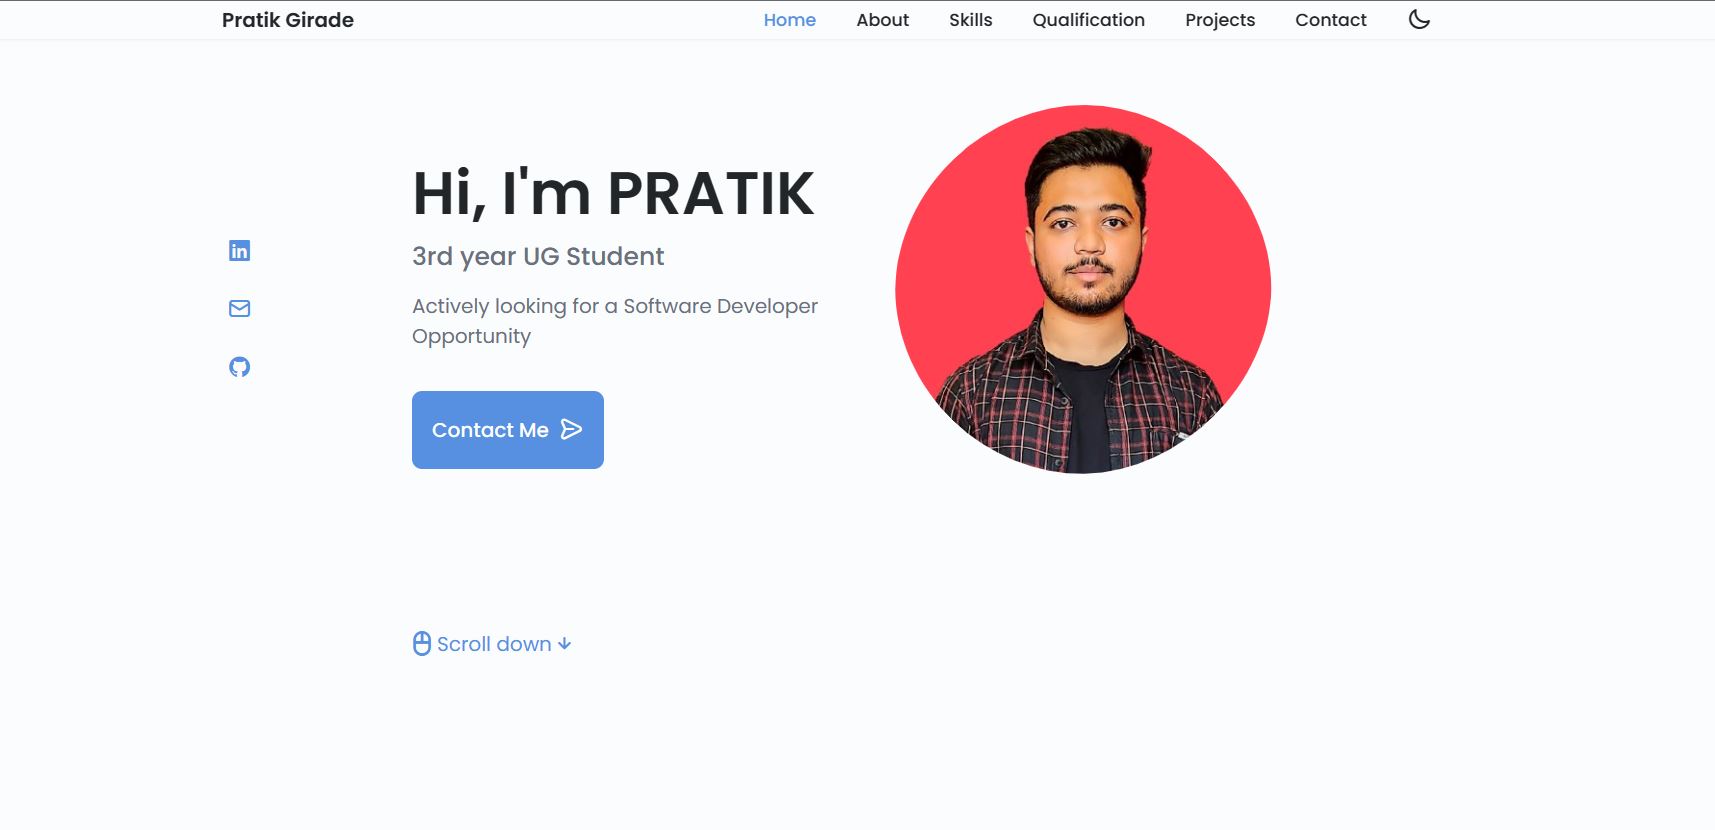 Pratik Girade
Home
About
Skills
Qualification
Projects
Contact
Hi, I'm PRATIK
3rd year UG Student
Actively looking for a Software Developer
Opportunity
in
Contact Me
Scroll down